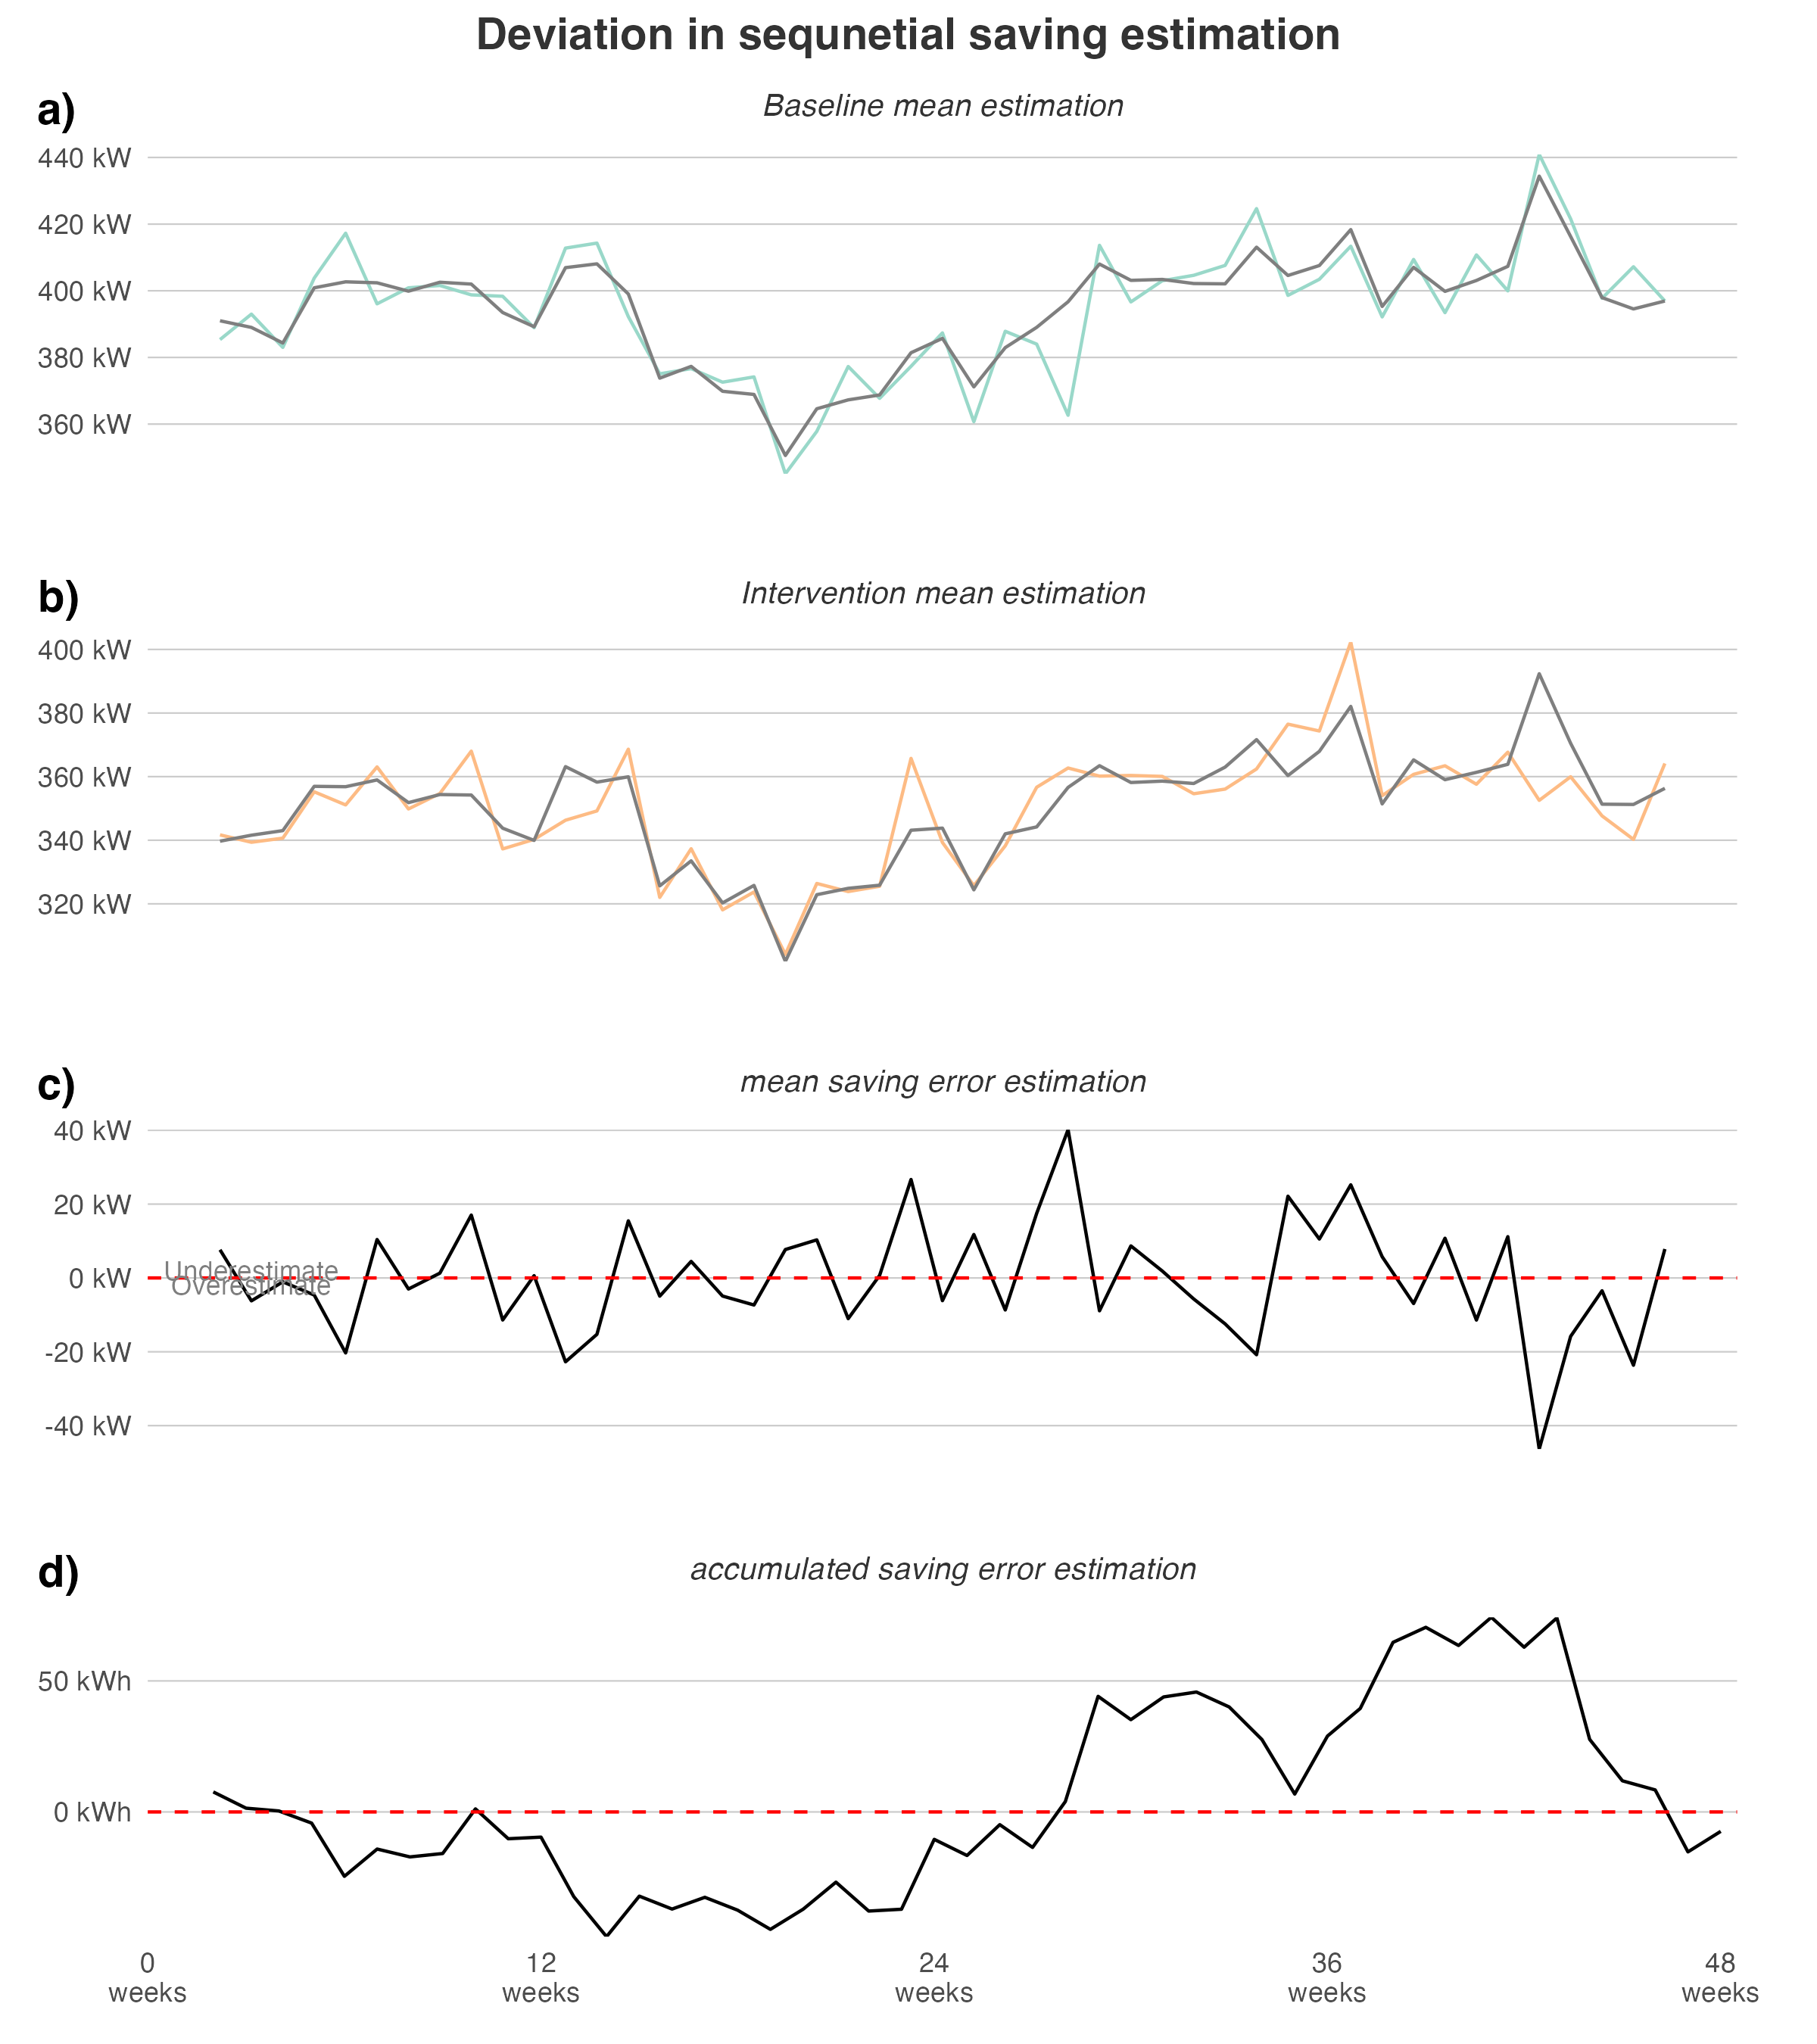 Deviation in sequnetial saving estimation
a)
Baseline mean estimation
440 kW
420 kW
400 kW
380 kW
360 kW
b)
Intervention mean estimation
400 kW
380 kW
360 kW
340 kW
320 kW
c)
mean saving error estimation
40 kW
20 kW
Underestimate
0 kW
Overestimate
-20 kW
-40 kW
d)
accumulated saving error estimation
50 kWh
0 kWh
0 12 24 36 48
weeks weeks weeks weeks weeks